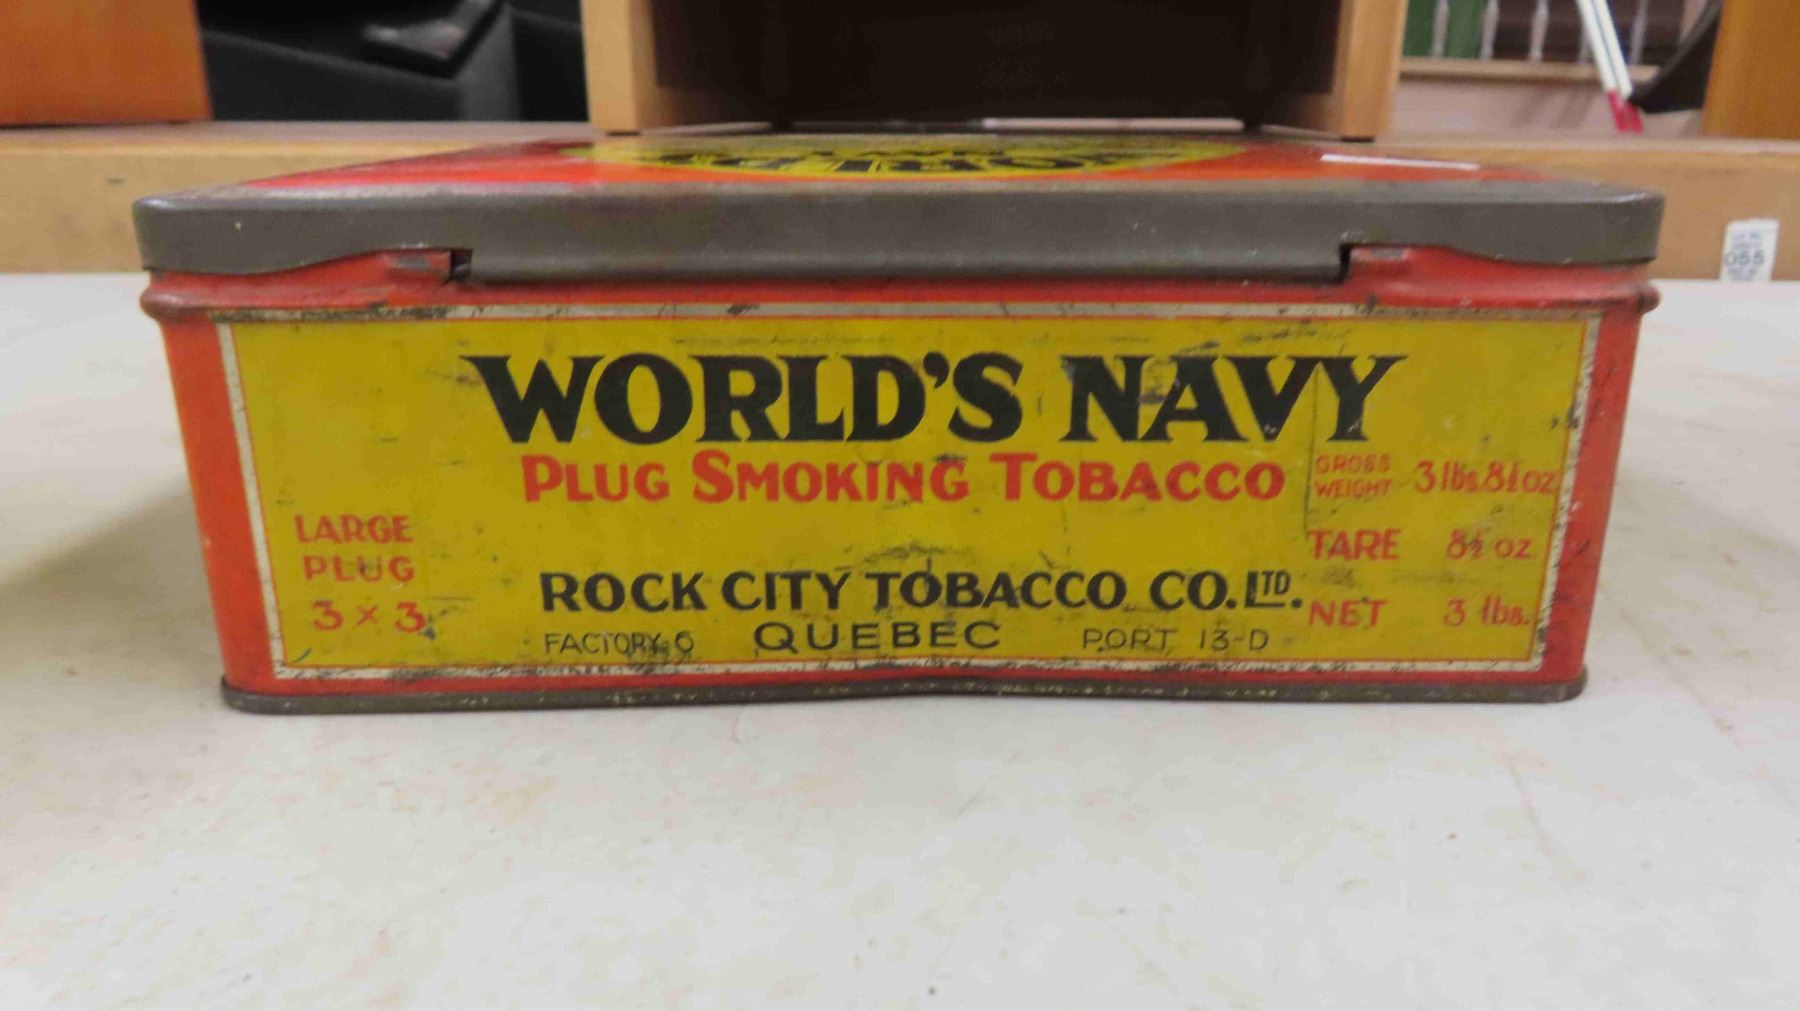 WORLD'S NAVY
PLUG SMOKING TOBACCO
GROSS WEIGHT 3 lbs. 8½ oz.
LARGE PLUG 3 x 3
TARE 8½ oz.
NET 3 lbs.
ROCK CITY TOBACCO CO. LTD.
FACTORY 6 QUEBEC PORT 13-D